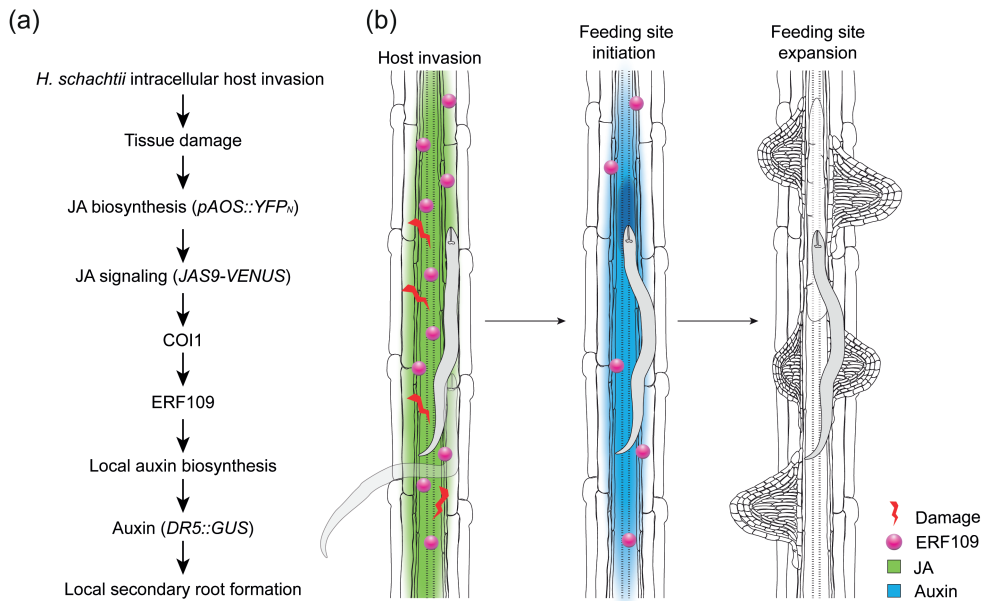 (a)
H. schachtii intracellular host invasion
Tissue damage
JA biosynthesis (pAOS::YFPN)
JA signaling (JAS9-VENUS)
COI1
ERF109
Local auxin biosynthesis
Auxin (DR5::GUS)
Local secondary root formation
(b)
Host invasion
Feeding site
initiation
Feeding site
expansion
Damage
ERF109
JA
Auxin